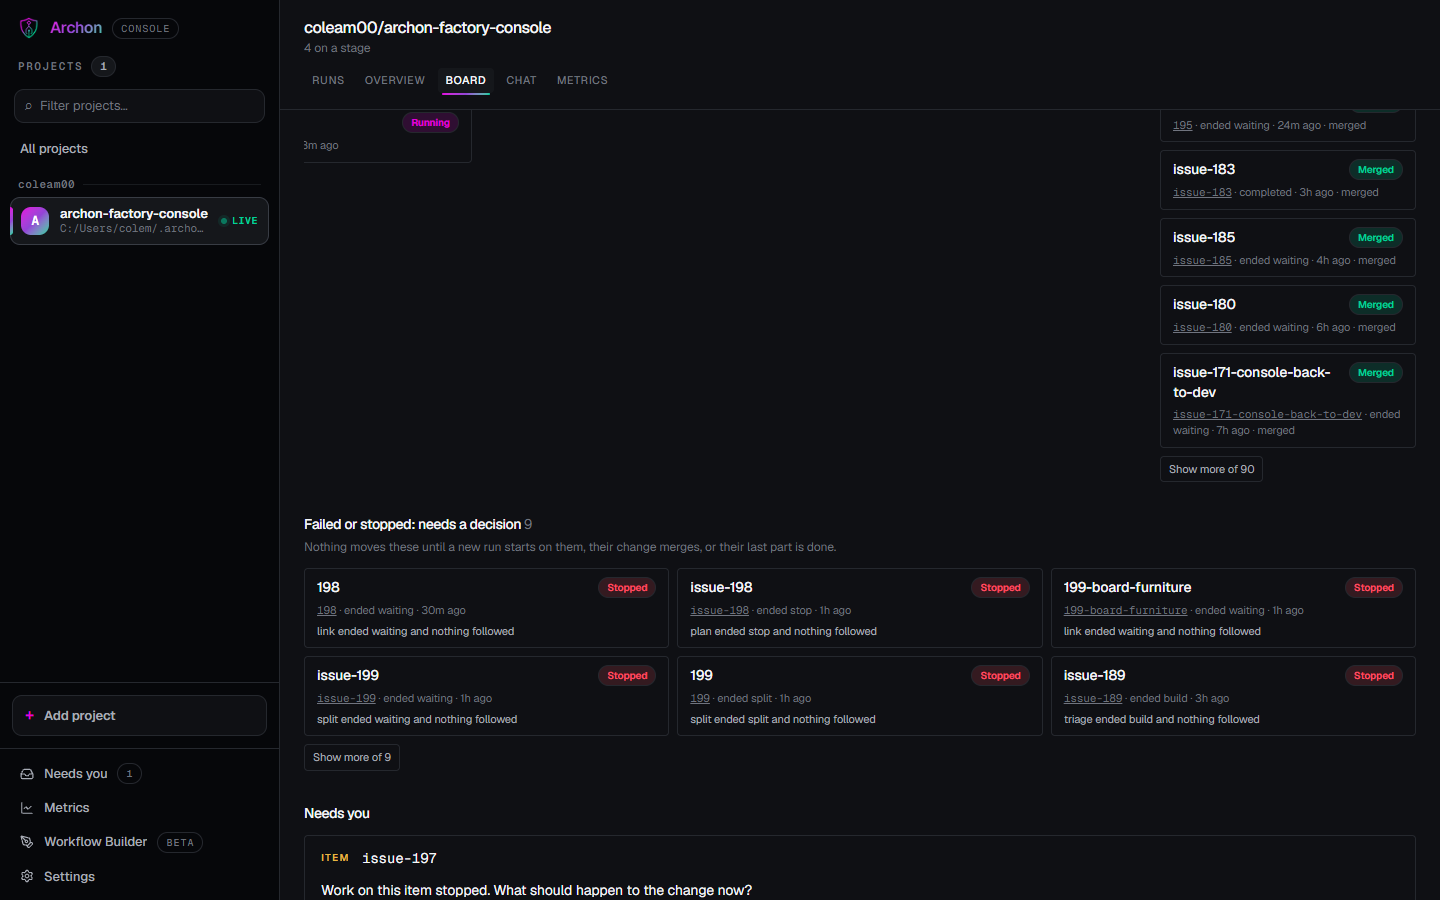 Archon CONSOLE
PROJECTS 1
Filter projects...
All projects
coleam00
A archon-factory-console LIVE
C:/Users/colem/.archo…
+ Add project
Needs you 1
Metrics
Workflow Builder BETA
Settings
coleam00/archon-factory-console
4 on a stage
RUNS OVERVIEW BOARD CHAT METRICS
Running
3m ago
195 · ended waiting · 24m ago · merged
issue-183 Merged
issue-183 · completed · 3h ago · merged
issue-185 Merged
issue-185 · ended waiting · 4h ago · merged
issue-180 Merged
issue-180 · ended waiting · 6h ago · merged
issue-171-console-back- Merged
to-dev
issue-171-console-back-to-dev · ended
waiting · 7h ago · merged
Show more of 90
Failed or stopped: needs a decision 9
Nothing moves these until a new run starts on them, their change merges, or their last part is done.
198 Stopped
198 · ended waiting · 30m ago
link ended waiting and nothing followed
issue-198 Stopped
issue-198 · ended stop · 1h ago
plan ended stop and nothing followed
199-board-furniture Stopped
199-board-furniture · ended waiting · 1h ago
link ended waiting and nothing followed
issue-199 Stopped
issue-199 · ended waiting · 1h ago
split ended waiting and nothing followed
199 Stopped
199 · ended split · 1h ago
split ended split and nothing followed
issue-189 Stopped
issue-189 · ended build · 3h ago
triage ended build and nothing followed
Show more of 9
Needs you
ITEM issue-197
Work on this item stopped. What should happen to the change now?